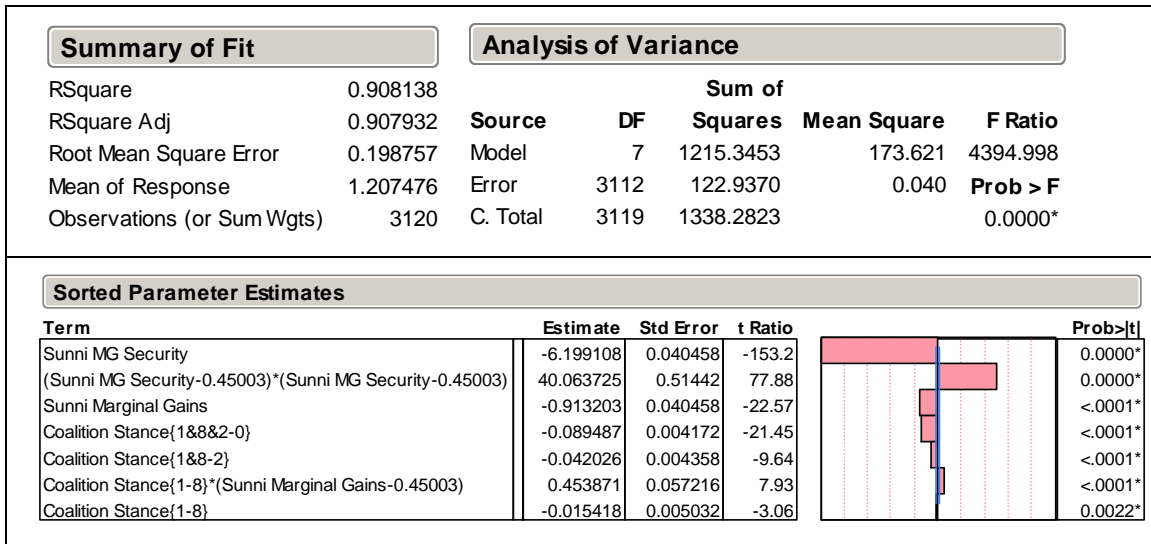 Summary of Fit
RSquare 0.908138
RSquare Adj 0.907932
Root Mean Square Error 0.198757
Mean of Response 1.207476
Observations (or Sum Wgts) 3120
Analysis of Variance
Sum of
Source DF Squares Mean Square F Ratio
Model 7 1215.3453 173.621 4394.998
Error 3112 122.9370 0.040 Prob > F
C. Total 3119 1338.2823 0.0000*
Sorted Parameter Estimates
Term Estimate Std Error t Ratio Prob>|t|
Sunni MG Security -6.199108 0.040458 -153.2 0.0000*
(Sunni MG Security-0.45003)*(Sunni MG Security-0.45003) 40.063725 0.51442 77.88 0.0000*
Sunni Marginal Gains -0.913203 0.040458 -22.57 <.0001*
Coalition Stance{1&8&2-0} -0.089487 0.004172 -21.45 <.0001*
Coalition Stance{1&8-2} -0.042026 0.004358 -9.64 <.0001*
Coalition Stance{1-8}*(Sunni Marginal Gains-0.45003) 0.453871 0.057216 7.93 <.0001*
Coalition Stance{1-8} -0.015418 0.005032 -3.06 0.0022*